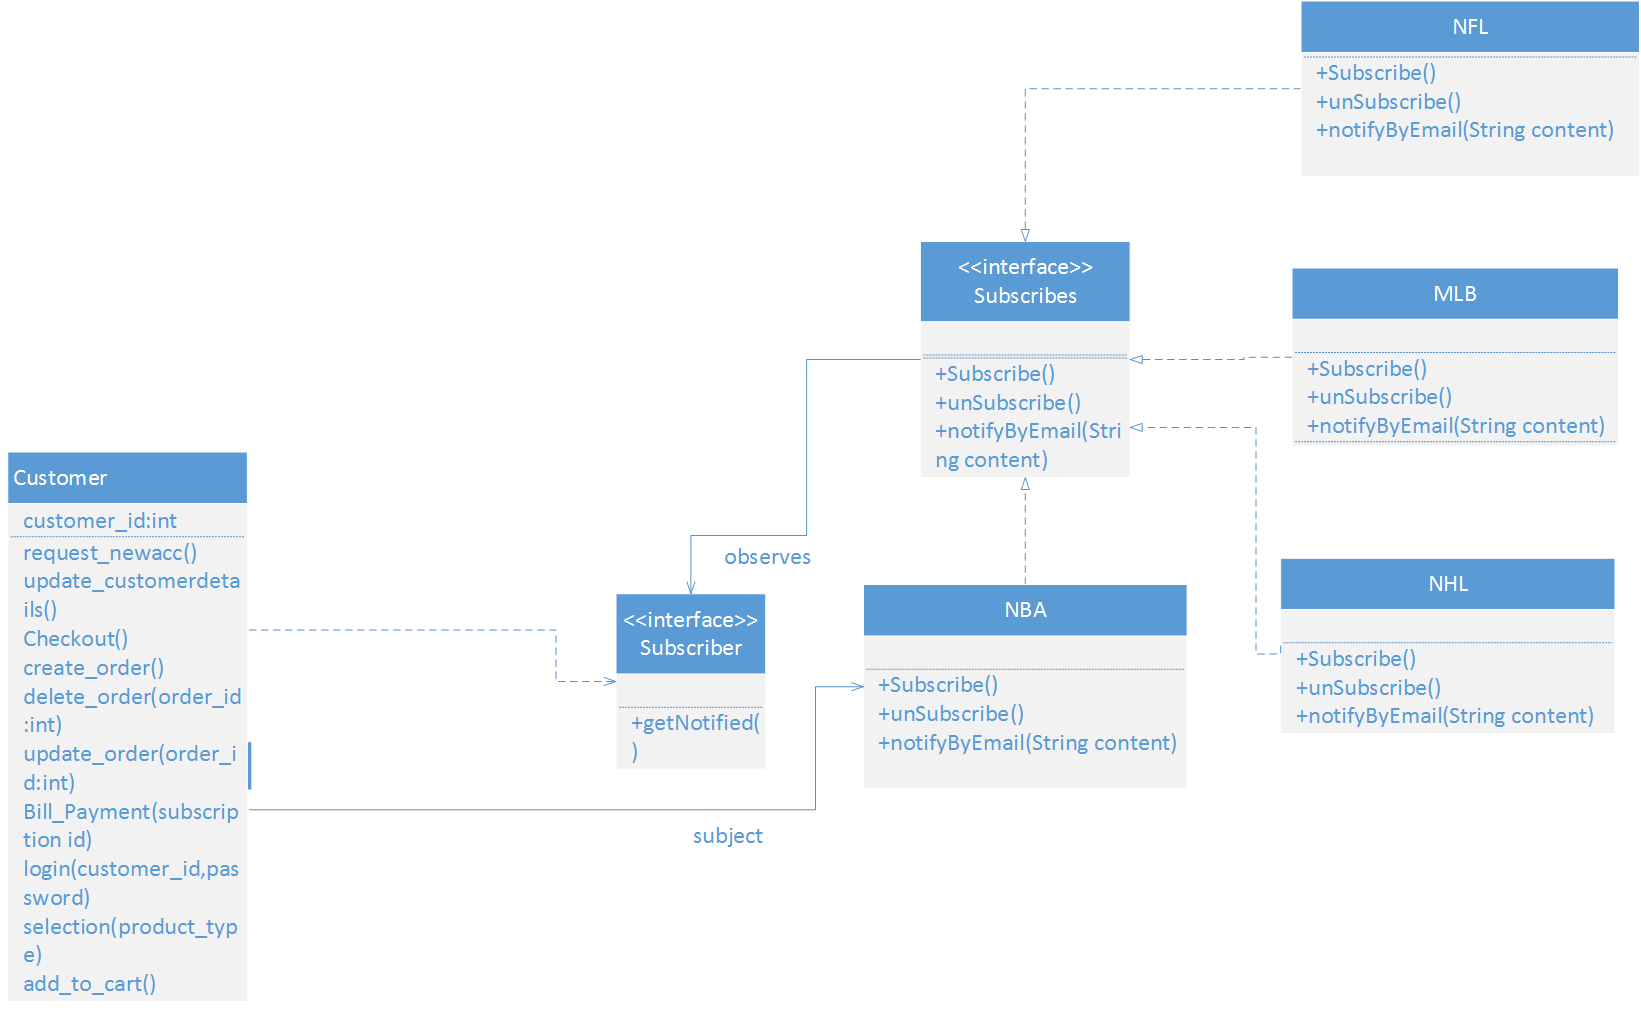 NFL
+Subscribe()
+unSubscribe()
+notifyByEmail(String content)
<<interface>>
Subscribes
+Subscribe()
+unSubscribe()
+notifyByEmail(Stri
ng content)
MLB
+Subscribe()
+unSubscribe()
+notifyByEmail(String content)
Customer
customer_id:int
request_newacc()
update_customerdeta
ils()
Checkout()
create_order()
delete_order(order_id
:int)
update_order(order_i
d:int)
Bill_Payment(subscrip
tion id)
login(customer_id,pas
sword)
selection(product_typ
e)
add_to_cart()
observes
<<interface>>
Subscriber
+getNotified(
)
subject
NBA
+Subscribe()
+unSubscribe()
+notifyByEmail(String content)
NHL
+Subscribe()
+unSubscribe()
+notifyByEmail(String content)